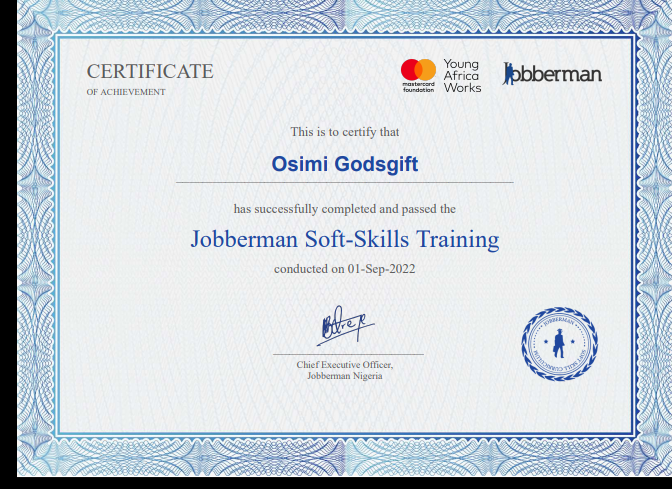 CERTIFICATE
OF ACHIEVEMENT
mastercard
foundation
Young
Africa
Works
Jobberman
This is to certify that
Osimi Godsgift
has successfully completed and passed the
Jobberman Soft-Skills Training
conducted on 01-Sep-2022
Chief Executive Officer,
Jobberman Nigeria
JOBBERMAN
SOFT SKILLS CURRICULUM